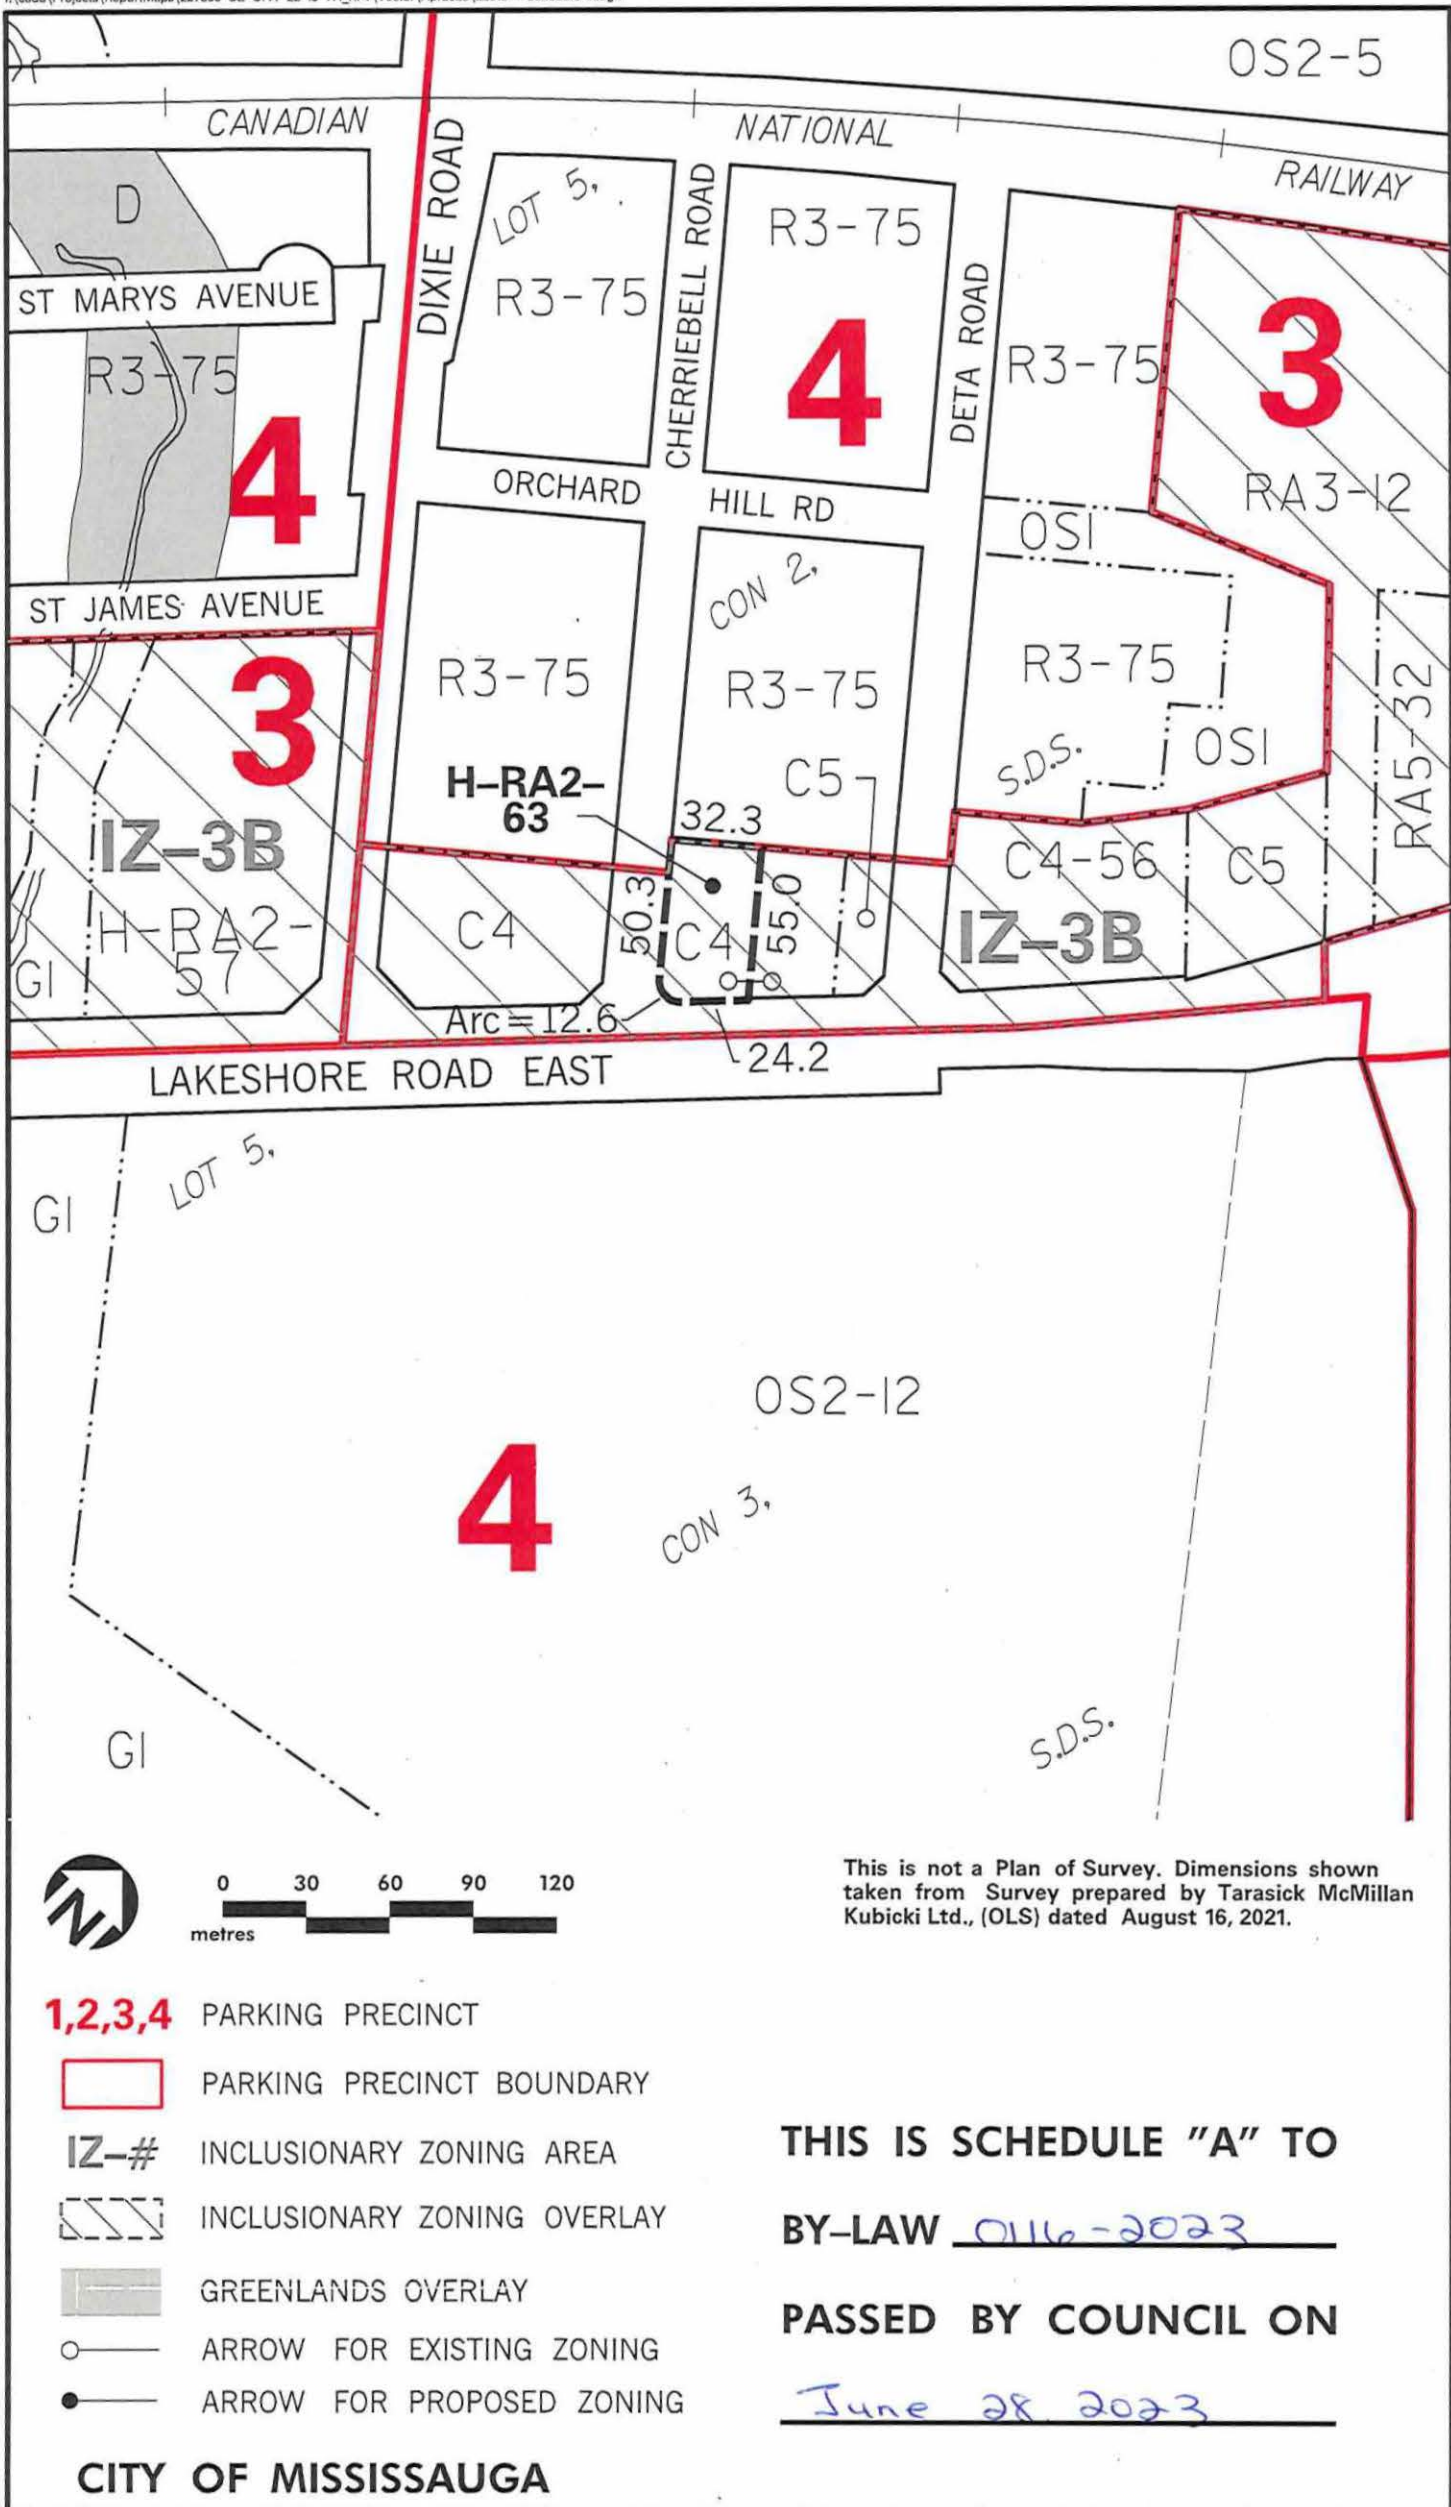 OS2-5
CANADIAN
NATIONAL
RAILWAY
D
DIXIE ROAD
LOT 5,
CHERRIEBELL ROAD
R3-75
R3-75
DETA ROAD
ST MARYS AVENUE
R3-75
R3-75
4
4
3
RA3-12
ORCHARD HILL RD
OS1
ST JAMES AVENUE
CON 2,
3
R3-75
R3-75
R3-75
RA5-32
S.D.S.
OS1
C5
H-RA2-
63
32.3
IZ-3B
C4-56
C5
50.3
55.0
C4
C4
IZ-3B
H-RA2-
57
G1
Arc=12.6
24.2
LAKESHORE ROAD EAST
LOT 5,
G1
OS2-12
4
CON 3,
S.D.S.
G1
N
0 30 60 90 120
metres
This is not a Plan of Survey. Dimensions shown
taken from Survey prepared by Tarasick McMillan
Kubicki Ltd., (OLS) dated August 16, 2021.
1,2,3,4 PARKING PRECINCT
PARKING PRECINCT BOUNDARY
IZ-# INCLUSIONARY ZONING AREA
INCLUSIONARY ZONING OVERLAY
GREENLANDS OVERLAY
ARROW FOR EXISTING ZONING
ARROW FOR PROPOSED ZONING
THIS IS SCHEDULE "A" TO
BY-LAW 0116-2023
PASSED BY COUNCIL ON
June 28 2023
CITY OF MISSISSAUGA